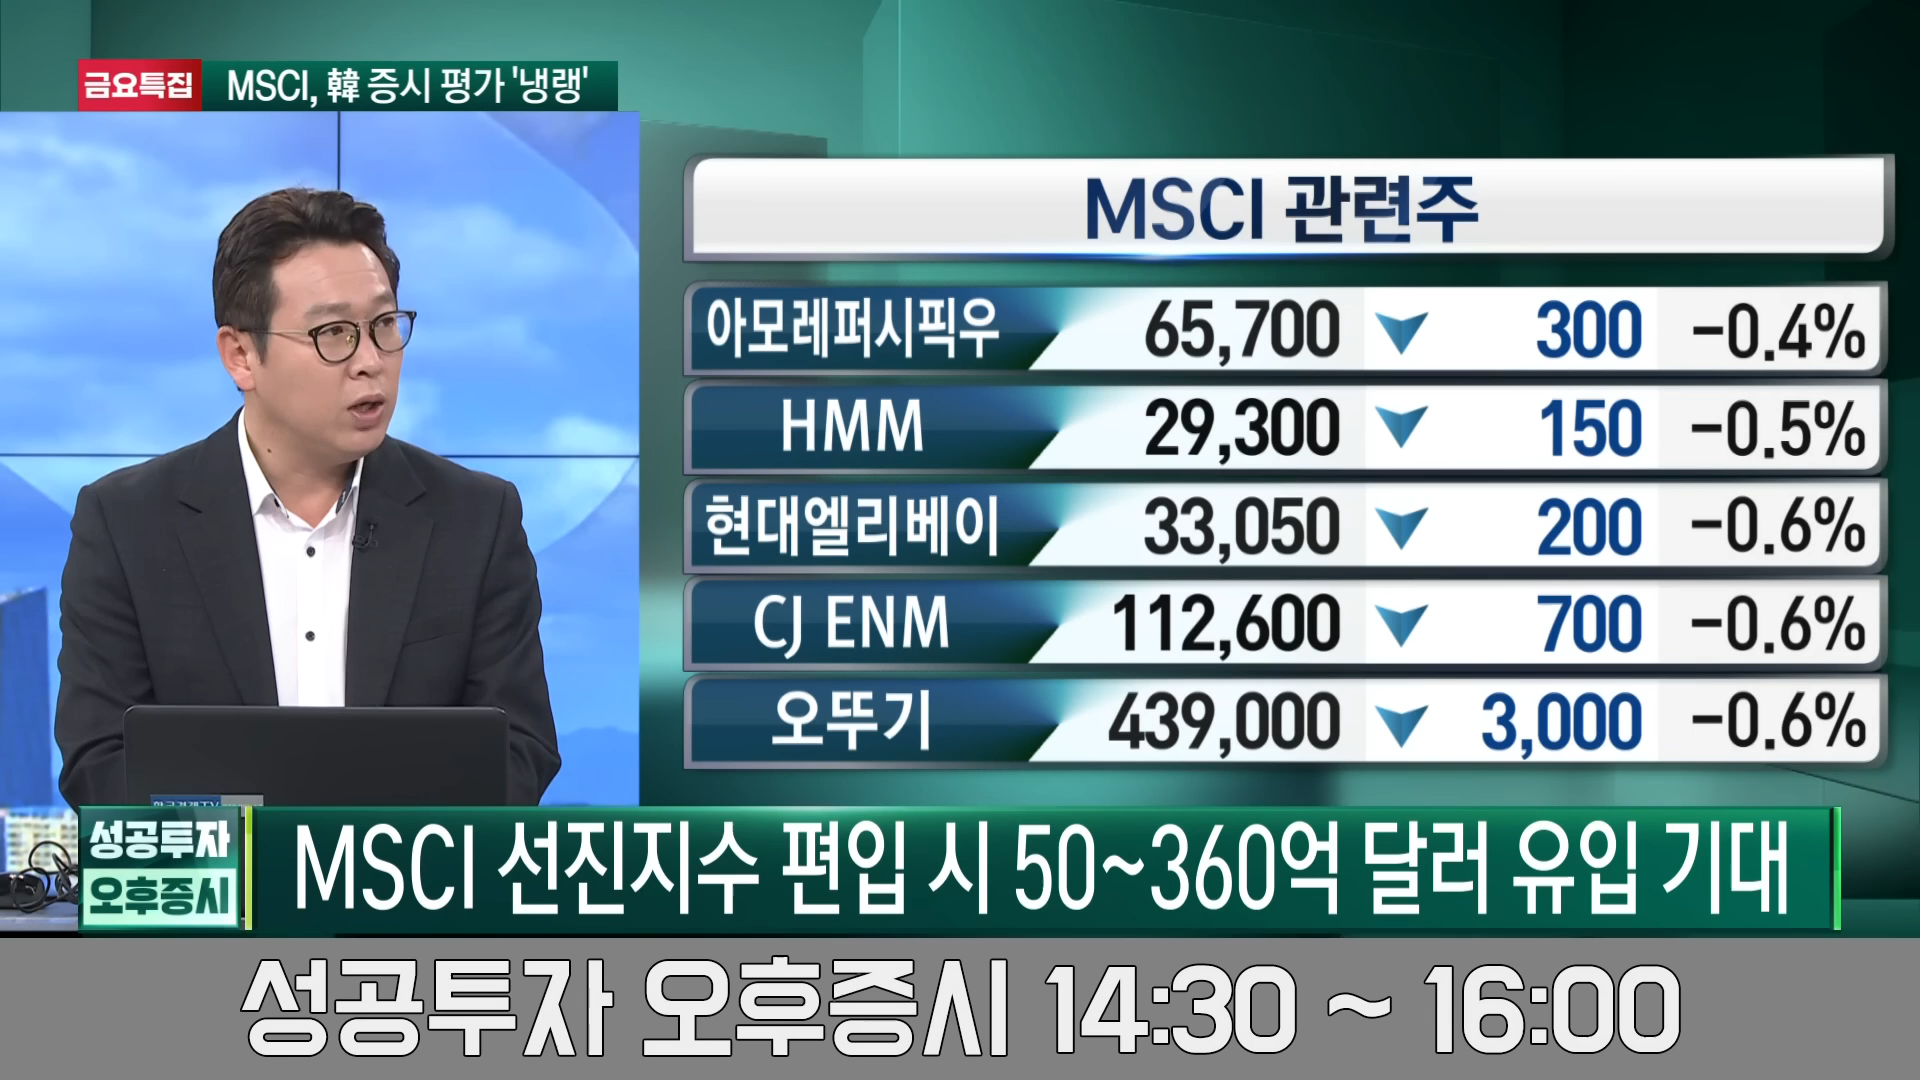 금요특집 MSCI, 韓 증시 평가 '냉랭'
MSCI 관련주
아모레퍼시픽우 65,700 ▼ 300 -0.4%
HMM 29,300 ▼ 150 -0.5%
현대엘리베이 33,050 ▼ 200 -0.6%
CJ ENM 112,600 ▼ 700 -0.6%
오뚜기 439,000 ▼ 3,000 -0.6%
성공투자
오후증시
MSCI 선진지수 편입 시 50~360억 달러 유입 기대
성공투자 오후증시 14:30 ~ 16:00